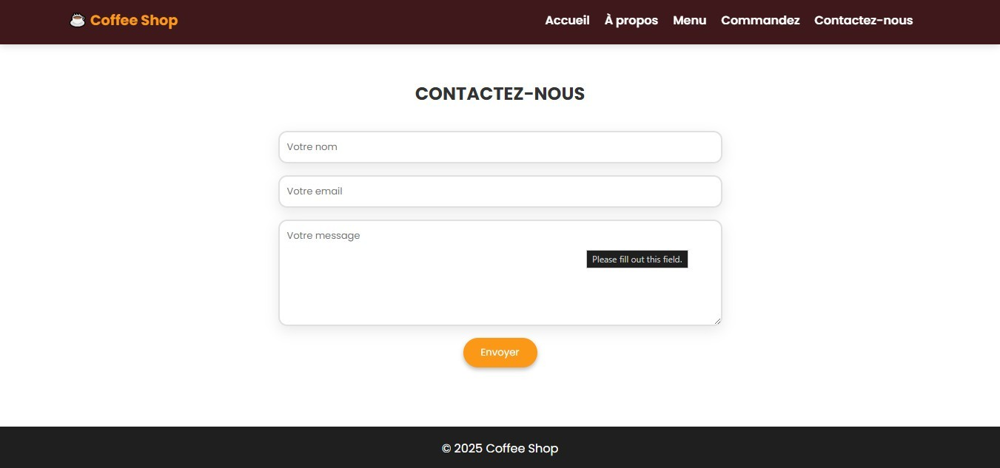 ☕ Coffee Shop
Accueil À propos Menu Commandez Contactez-nous
CONTACTEZ-NOUS
Votre nom
Votre email
Votre message
Please fill out this field.
Envoyer
© 2025 Coffee Shop